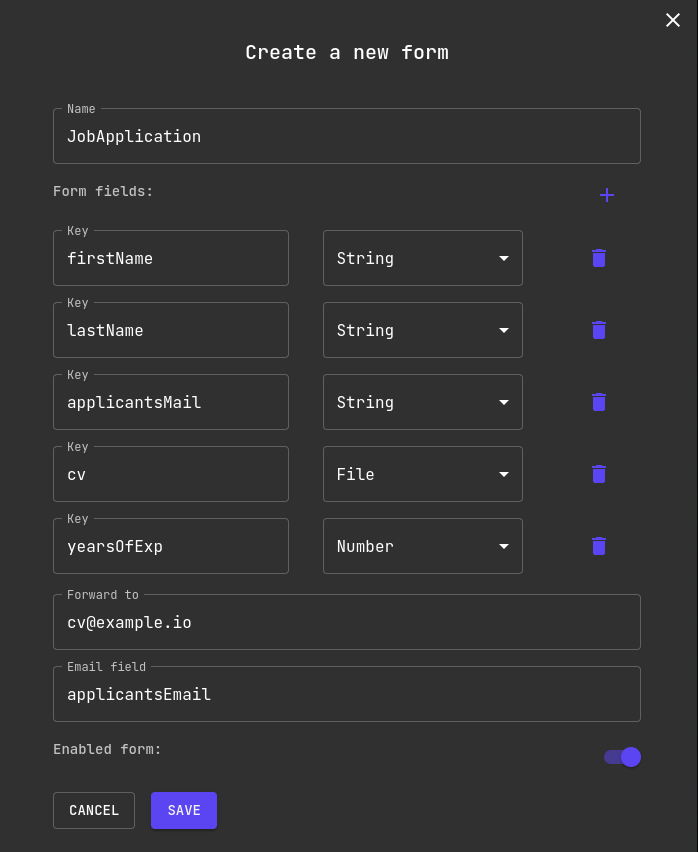 Create a new form
Name
JobApplication
Form fields:
Key
firstName
String
Key
lastName
String
Key
applicantsMail
String
Key
cv
File
Key
yearsOfExp
Number
Forward to
cv@example.io
Email field
applicantsEmail
Enabled form:
CANCEL
SAVE